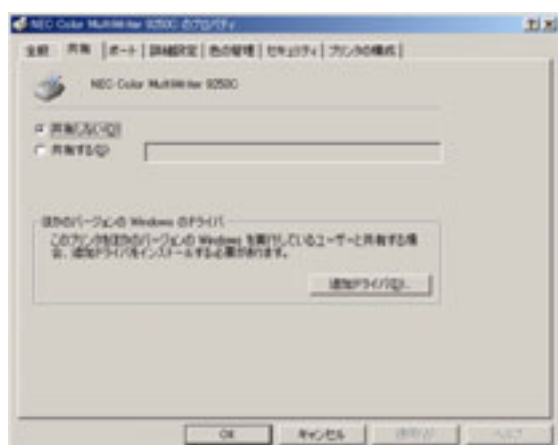 NEC Color MultiWriter 9250C のプロパティ
全般 共有 ポート 詳細設定 色の管理 セキュリティ プリンタの構成
NEC Color MultiWriter 9250C
共有しない(O)
共有する(S)
ほかのバージョンの Windows のドライバ
このプリンタをほかのバージョンの Windows を実行しているユーザーと共有する場
合、追加ドライバをインストールする必要があります。
追加ドライバ(D)...
OK キャンセル 適用(A) ヘルプ